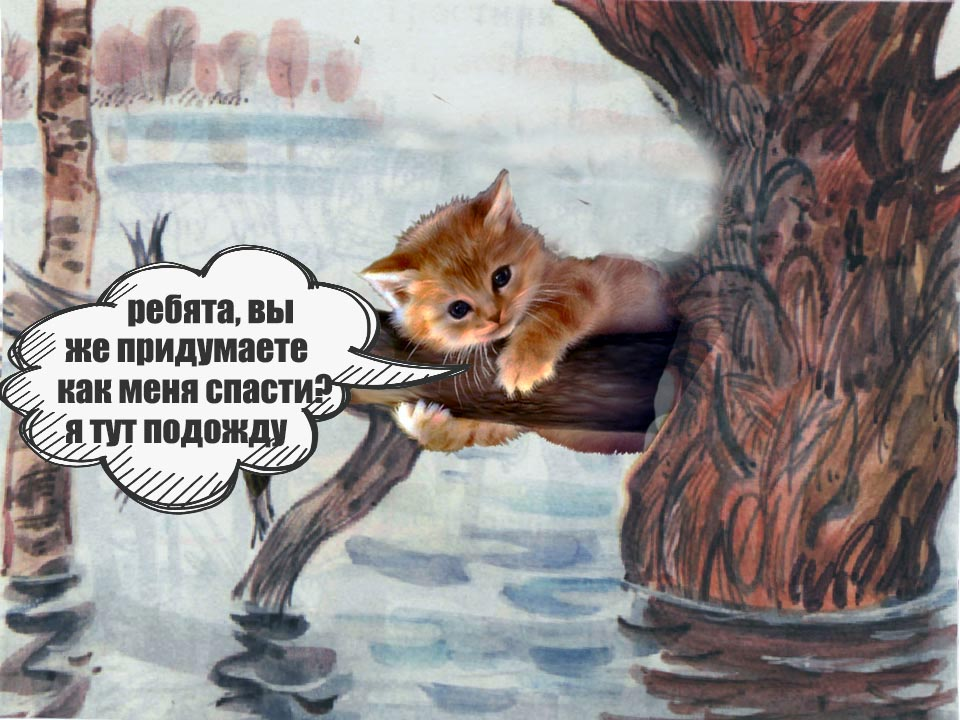 ребята, вы
же придумаете
как меня спасти?
я тут подожду